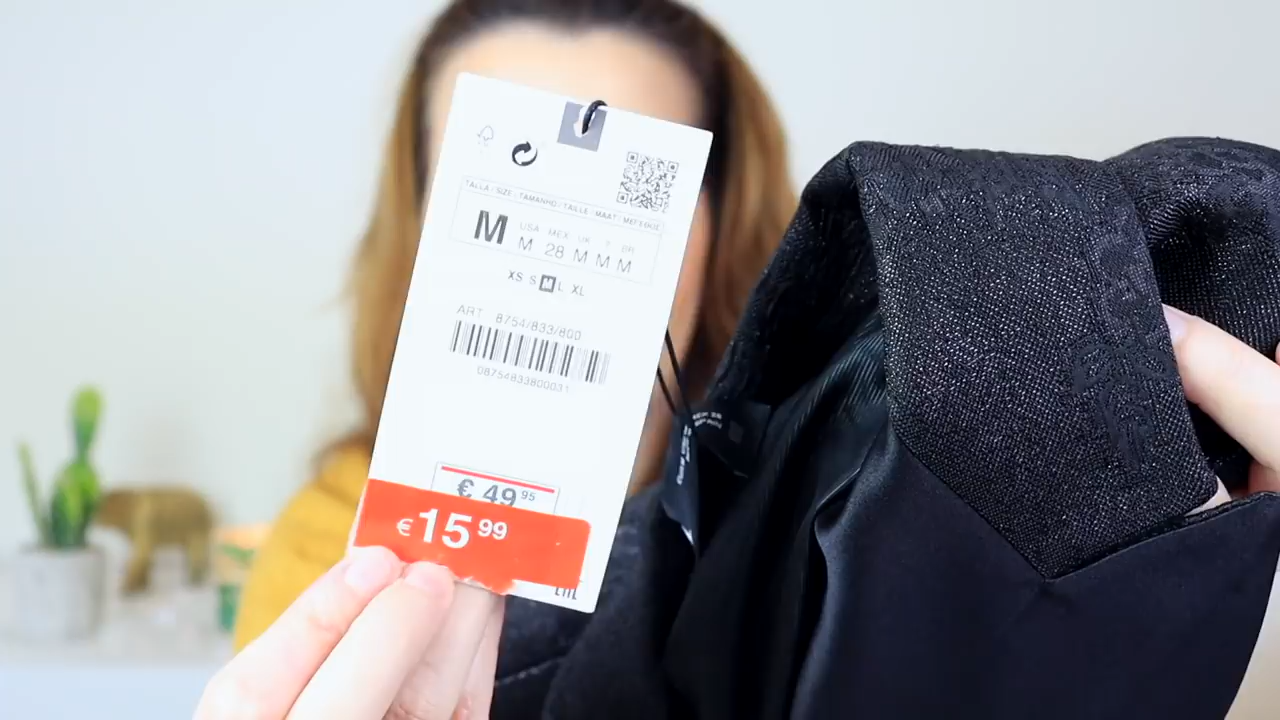 TALLA / SIZE / TAMANHO / TAILLE / MAAT /
M
USA MEX UK I BR
M 28 M M M
XS S M L XL
ART 8754/833/800
08754833800031
€ 49 95
€ 15 99